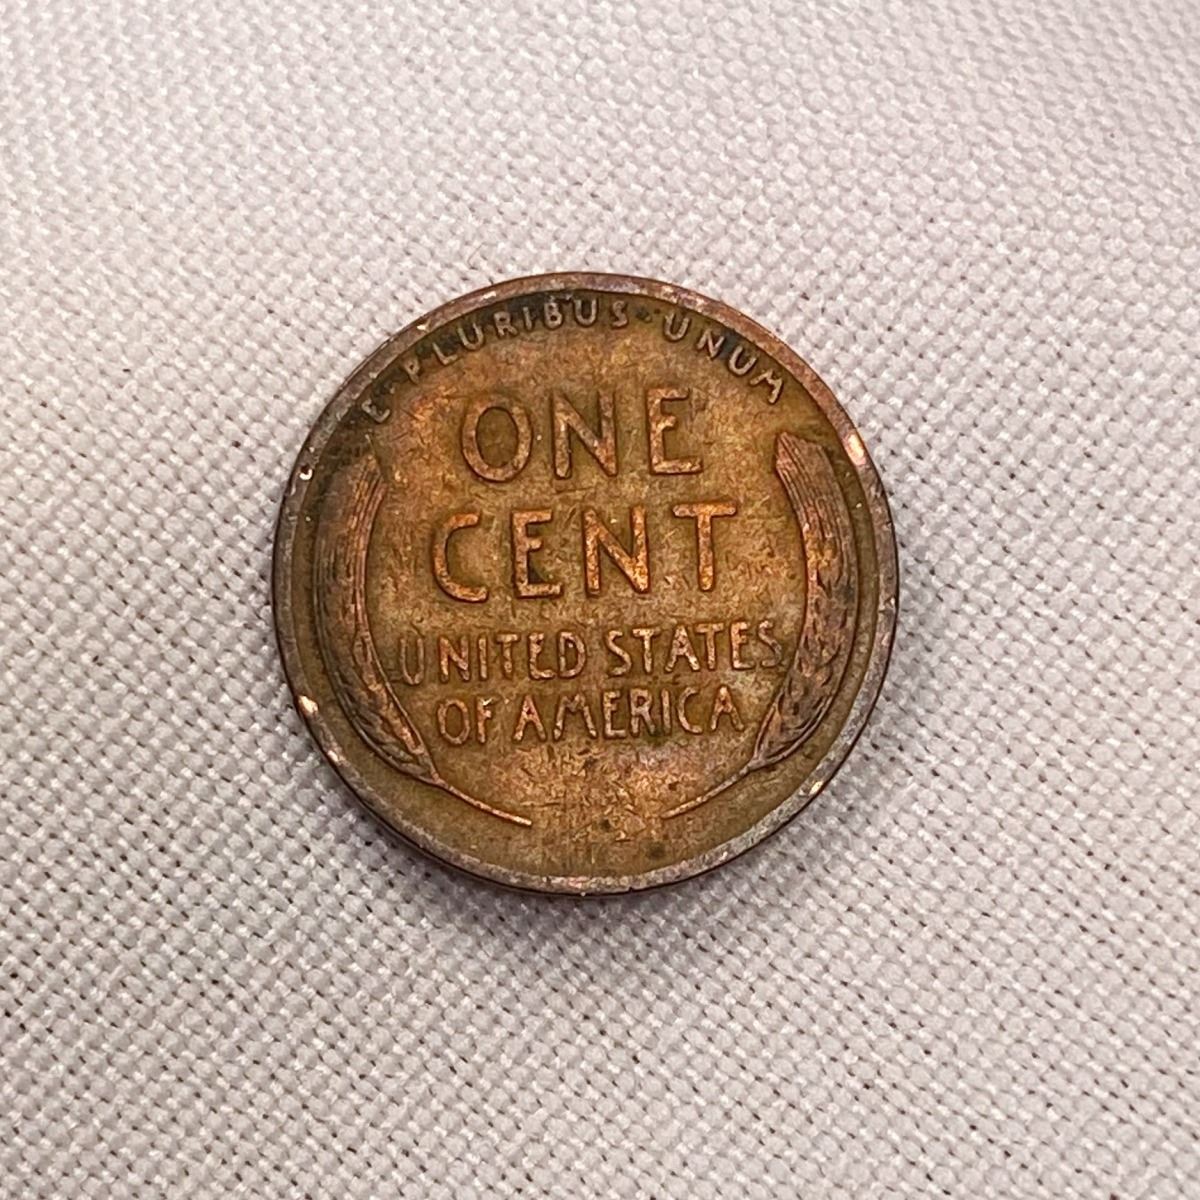 E · PLURIBUS · UNUM
ONE
CENT
UNITED STATES
OF AMERICA